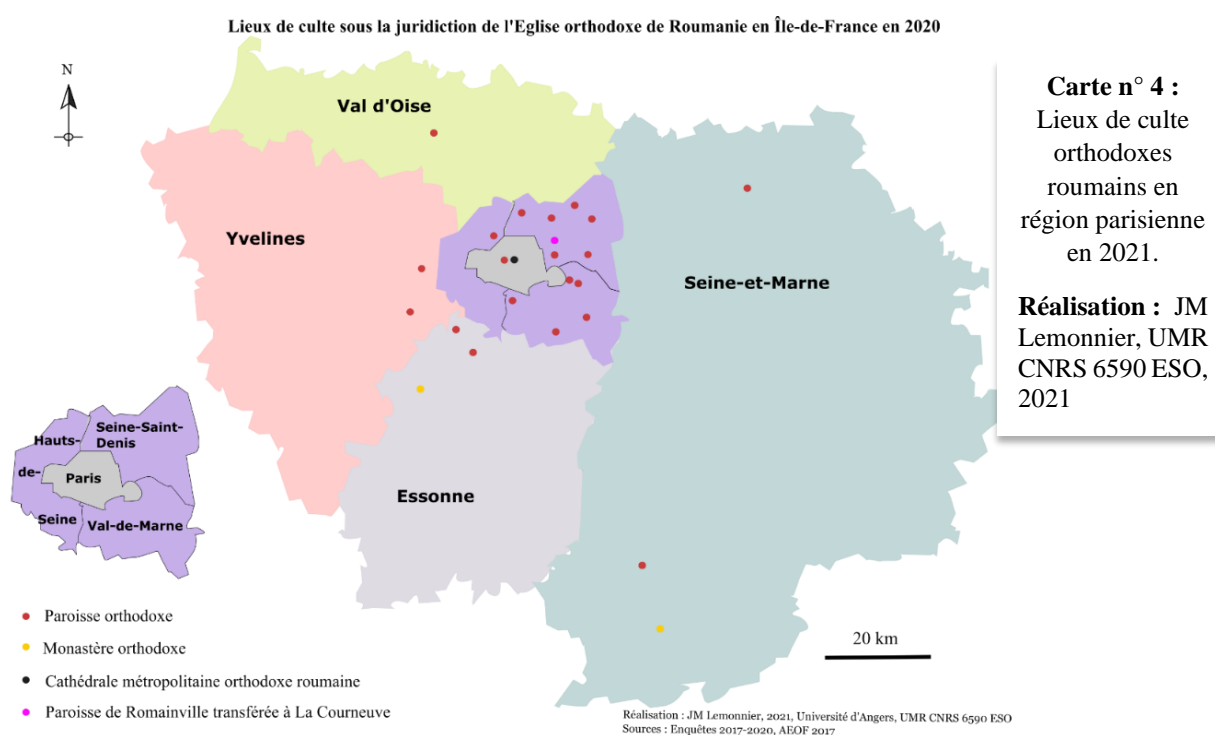 Lieux de culte sous la juridiction de l'Eglise orthodoxe de Roumanie en Île-de-France en 2020
N
Val d'Oise
Yvelines
Seine-et-Marne
Essonne
Hauts-
de-
Seine
Seine-Saint-
Denis
Paris
Val-de-Marne
Paroisse orthodoxe
Monastère orthodoxe
Cathédrale métropolitaine orthodoxe roumaine
Paroisse de Romainville transférée à La Courneuve
20 km
Réalisation : JM Lemonnier, 2021, Université d'Angers, UMR CNRS 6590 ESO
Sources : Enquêtes 2017-2020, AEOF 2017
Carte n° 4 :
Lieux de culte
orthodoxes
roumains en
région parisienne
en 2021.
Réalisation : JM
Lemonnier, UMR
CNRS 6590 ESO,
2021